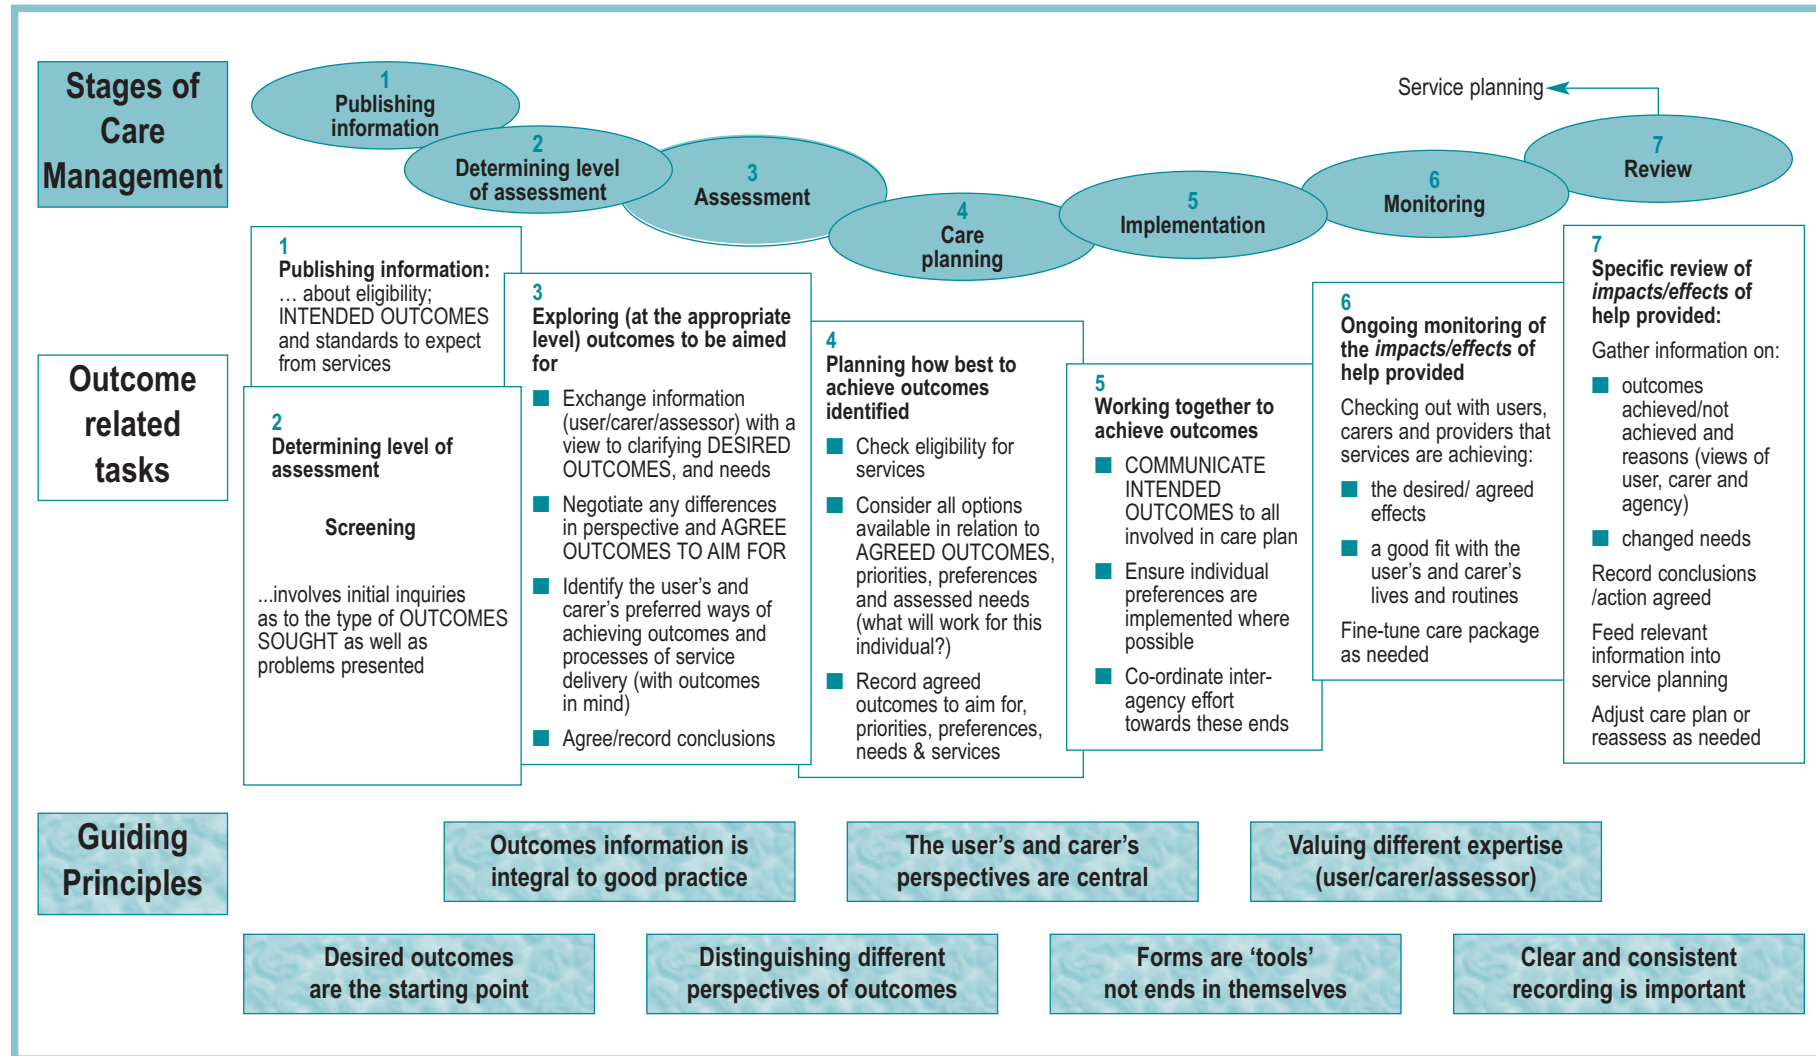 Stages of
Care
Management
1
Publishing
information
2
Determining level
of assessment
3
Assessment
4
Care
planning
5
Implementation
6
Monitoring
7
Review
Service planning
Outcome
related
tasks
1
Publishing information:
… about eligibility;
INTENDED OUTCOMES
and standards to expect
from services
2
Determining level of
assessment
Screening
...involves initial inquiries
as to the type of OUTCOMES
SOUGHT as well as
problems presented
3
Exploring (at the appropriate
level) outcomes to be aimed
for
■ Exchange information
(user/carer/assessor) with a
view to clarifying DESIRED
OUTCOMES, and needs
■ Negotiate any differences
in perspective and AGREE
OUTCOMES TO AIM FOR
■ Identify the user’s and
carer’s preferred ways of
achieving outcomes and
processes of service
delivery (with outcomes
in mind)
■ Agree/record conclusions
4
Planning how best to
achieve outcomes
identified
■ Check eligibility for
services
■ Consider all options
available in relation to
AGREED OUTCOMES,
priorities, preferences
and assessed needs
(what will work for this
individual?)
■ Record agreed
outcomes to aim for,
priorities, preferences,
needs & services
5
Working together to
achieve outcomes
■ COMMUNICATE
INTENDED
OUTCOMES to all
involved in care plan
■ Ensure individual
preferences are
implemented where
possible
■ Co-ordinate inter-
agency effort
towards these ends
6
Ongoing monitoring of
the impacts/effects of
help provided
Checking out with users,
carers and providers that
services are achieving:
■ the desired/ agreed
effects
■ a good fit with the
user’s and carer’s
lives and routines
Fine-tune care package
as needed
7
Specific review of
impacts/effects of
help provided:
Gather information on:
■ outcomes
achieved/not
achieved and
reasons (views of
user, carer and
agency)
■ changed needs
Record conclusions
/action agreed
Feed relevant
information into
service planning
Adjust care plan or
reassess as needed
Guiding
Principles
Outcomes information is
integral to good practice
The user’s and carer’s
perspectives are central
Valuing different expertise
(user/carer/assessor)
Desired outcomes
are the starting point
Distinguishing different
perspectives of outcomes
Forms are ‘tools’
not ends in themselves
Clear and consistent
recording is important